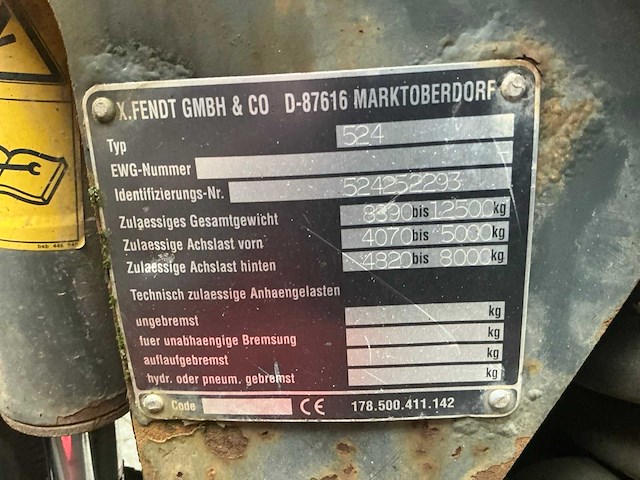 X.FENDT GMBH & CO D-87616 MARKTOBERDORF
Typ 524
EWG-Nummer
Identifizierungs-Nr. 524252293
Zulaessiges Gesamtgewicht 8390 bis 12500 kg
Zulaessige Achslast vorn 4070 bis 5000 kg
Zulaessige Achslast hinten 4320 bis 8000 kg
Technisch zulaessige Anhaengelasten
ungebremst kg
fuer unabhaengige Bremsung kg
auflaufgebremst kg
hydr. oder pneum. gebremst kg
Code CE 178.500.411.142